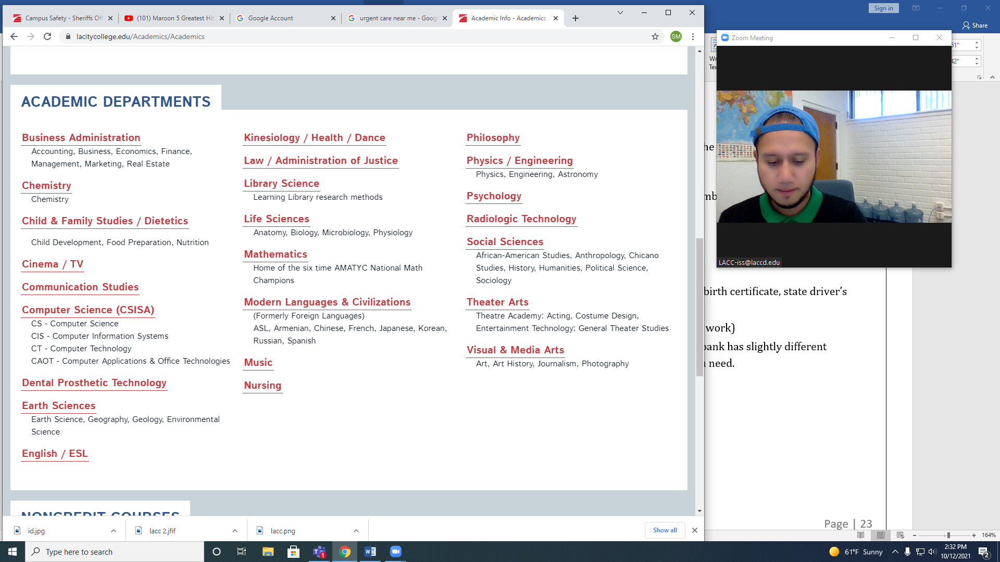 Sign in
Share
Campus Safety - Sheriffs Off
(101) Maroon 5 Greatest Hit
Google Account
urgent care near me - Goog
Academic Info - Academics
lacitycollege.edu/Academics/Academics
SM
Zoom Meeting
LACC-iss@laccd.edu
ACADEMIC DEPARTMENTS
Business Administration
Accounting, Business, Economics, Finance,
Management, Marketing, Real Estate
Chemistry
Chemistry
Child & Family Studies / Dietetics
Child Development, Food Preparation, Nutrition
Cinema / TV
Communication Studies
Computer Science (CSISA)
CS - Computer Science
CIS - Computer Information Systems
CT - Computer Technology
CAOT - Computer Applications & Office Technologies
Dental Prosthetic Technology
Earth Sciences
Earth Science, Geography, Geology, Environmental
Science
English / ESL
Kinesiology / Health / Dance
Law / Administration of Justice
Library Science
Learning Library research methods
Life Sciences
Anatomy, Biology, Microbiology, Physiology
Mathematics
Home of the six time AMATYC National Math
Champions
Modern Languages & Civilizations
(Formerly Foreign Languages)
ASL, Armenian, Chinese, French, Japanese, Korean,
Russian, Spanish
Music
Nursing
Philosophy
Physics / Engineering
Physics, Engineering, Astronomy
Psychology
Radiologic Technology
Social Sciences
African-American Studies, Anthropology, Chicano
Studies, History, Humanities, Political Science,
Sociology
Theater Arts
Theatre Academy: Acting, Costume Design,
Entertainment Technology; General Theater Studies
Visual & Media Arts
Art, Art History, Journalism, Photography
NONCREDIT COURSES
birth certificate, state driver's
work)
bank has slightly different
need.
Page | 23
164%
id.jpg
lacc 2.jfif
lacc.png
Show all
Type here to search
1
61°F Sunny
2:32 PM
10/12/2021
2